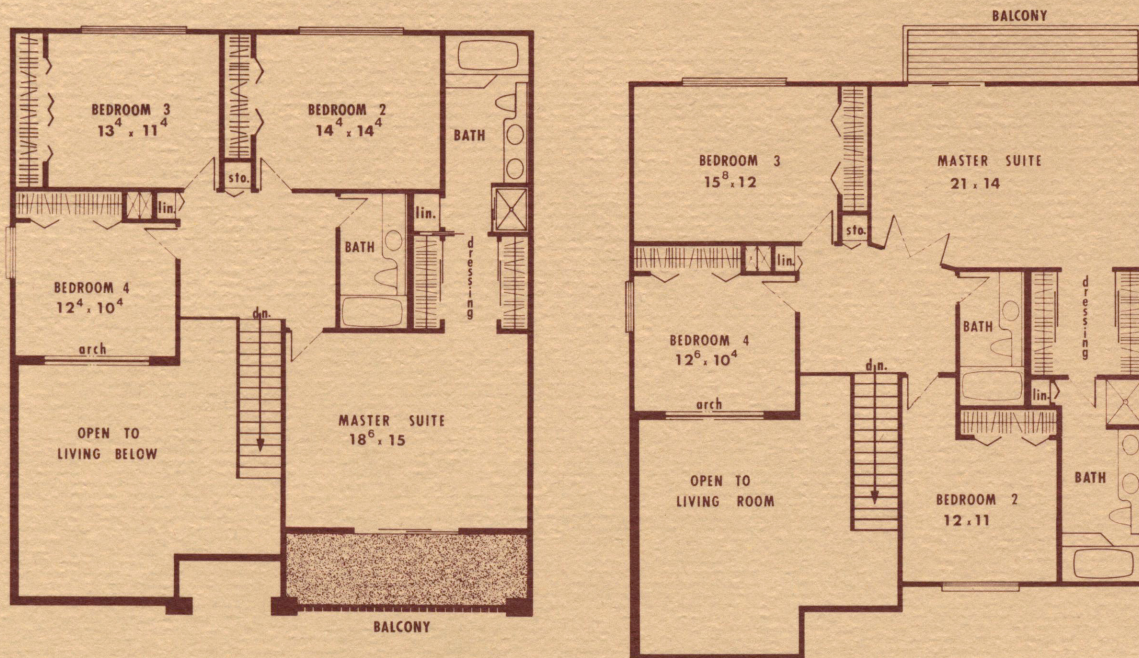 BEDROOM 3
13⁴ x 11⁴
BEDROOM 2
14⁴ x 14⁴
BATH
sto.
lin.
lin.
BATH
dressing
BEDROOM 4
12⁴ x 10⁴
arch
dn.
OPEN TO
LIVING BELOW
MASTER SUITE
18⁶ x 15
BALCONY
BALCONY
BEDROOM 3
15⁸ x 12
MASTER SUITE
21 x 14
sto.
lin.
dressing
BEDROOM 4
12⁶ x 10⁴
BATH
arch
dn.
lin.
OPEN TO
LIVING ROOM
BEDROOM 2
12 x 11
BATH